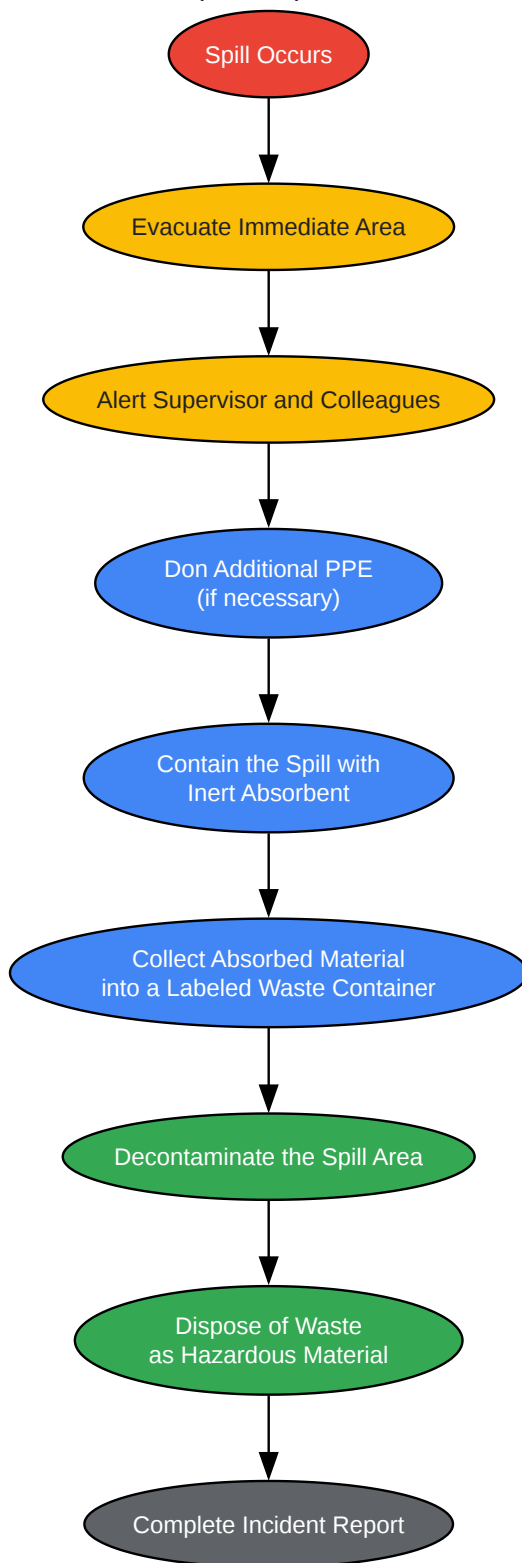 Spill Occurs
Evacuate Immediate Area
Alert Supervisor and Colleagues
Don Additional PPE
(if necessary)
Contain the Spill with
Inert Absorbent
Collect Absorbed Material
into a Labeled Waste Container
Decontaminate the Spill Area
Dispose of Waste
as Hazardous Material
Complete Incident Report